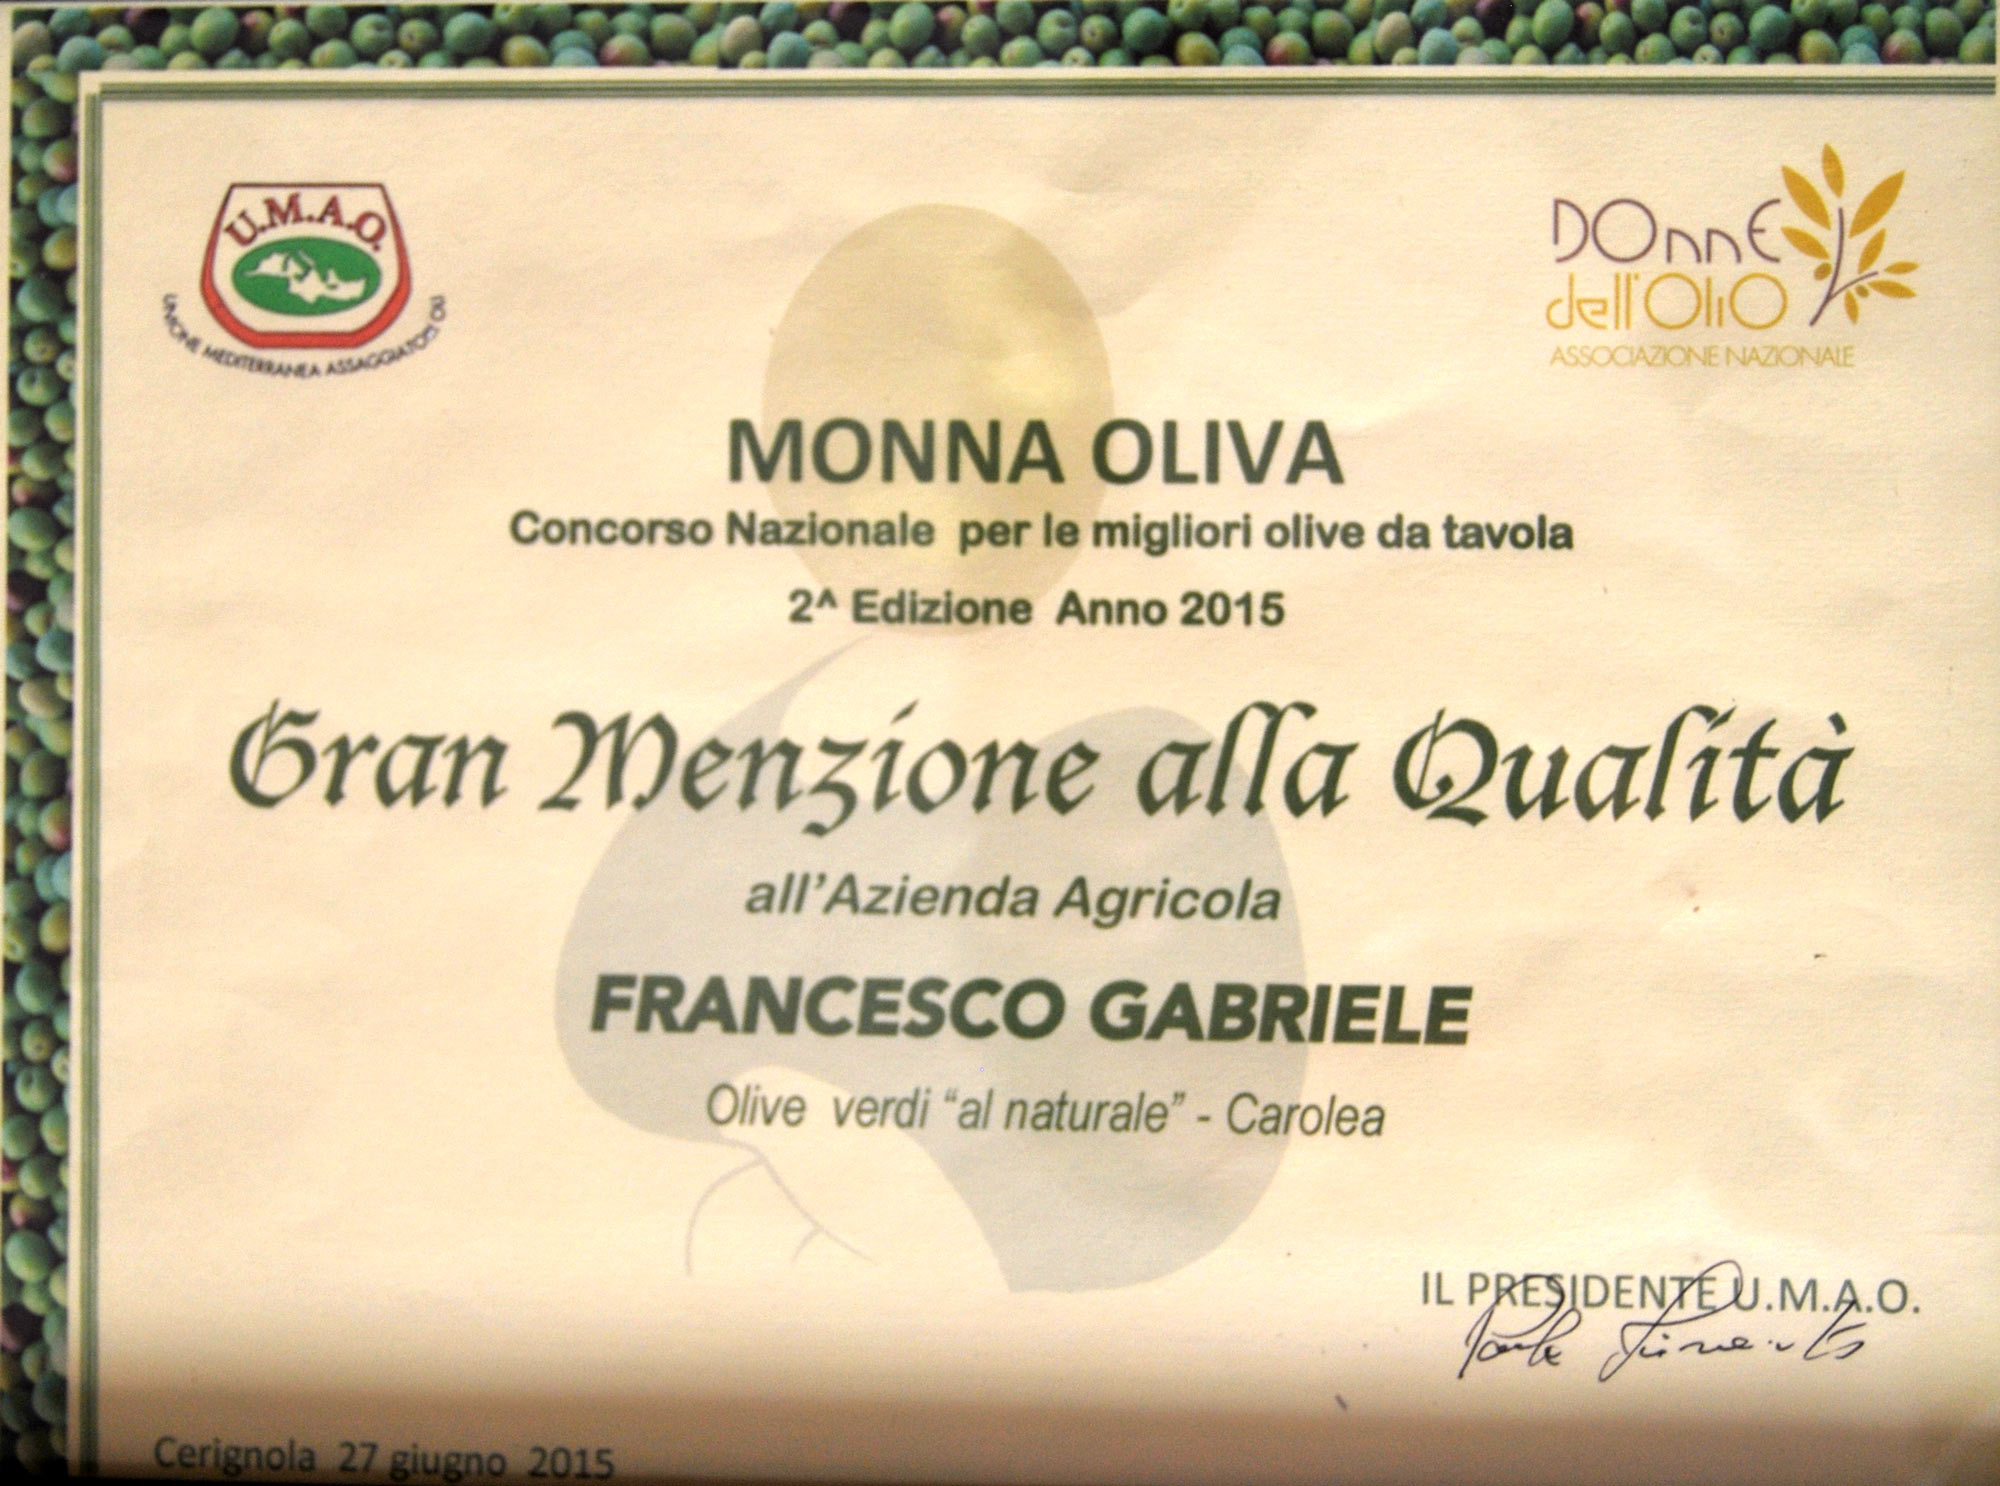 U.M.A.O.
UNIONE MEDITERRANEA ASSAGGIATORI OLI
DOnnE
dell'OliO
ASSOCIAZIONE NAZIONALE
MONNA OLIVA
Concorso Nazionale per le migliori olive da tavola
2^ Edizione Anno 2015
Gran Menzione alla Qualità
all'Azienda Agricola
FRANCESCO GABRIELE
Olive verdi “al naturale” - Carolea
IL PRESIDENTE U.M.A.O.
Cerignola 27 giugno 2015